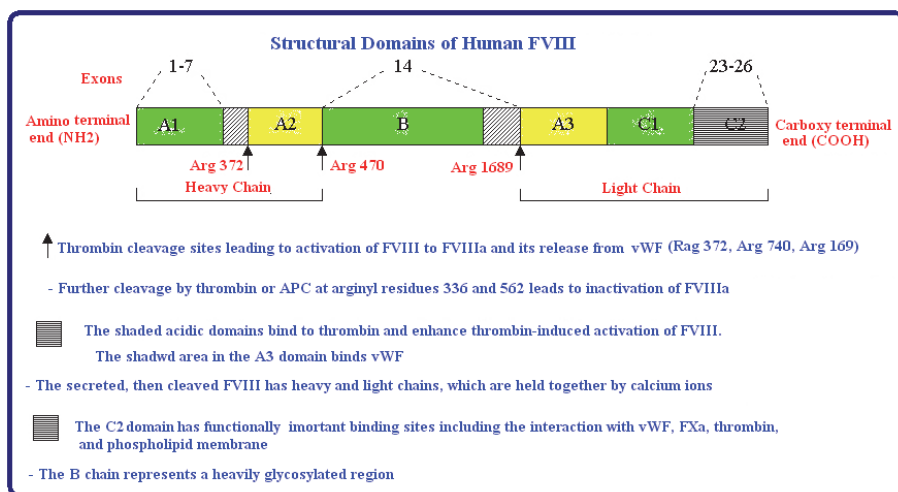 Structural Domains of Human FVIII
1-7
14
23-26
Exons
Amino terminal
end (NH2)
A1
A2
B
A3
C1
C2
Carboxy terminal
end (COOH)
Arg 372
Arg 470
Arg 1689
Heavy Chain
Light Chain
Thrombin cleavage sites leading to activation of FVIII to FVIIIa and its release from vWF (Rag 372, Arg 740, Arg 169)
- Further cleavage by thrombin or APC at arginyl residues 336 and 562 leads to inactivation of FVIIIa
The shaded acidic domains bind to thrombin and enhance thrombin-induced activation of FVIII.
The shadwd area in the A3 domain binds vWF
- The secreted, then cleaved FVIII has heavy and light chains, which are held together by calcium ions
The C2 domain has functionally imortant binding sites including the interaction with vWF, FXa, thrombin,
and phospholipid membrane
- The B chain represents a heavily glycosylated region